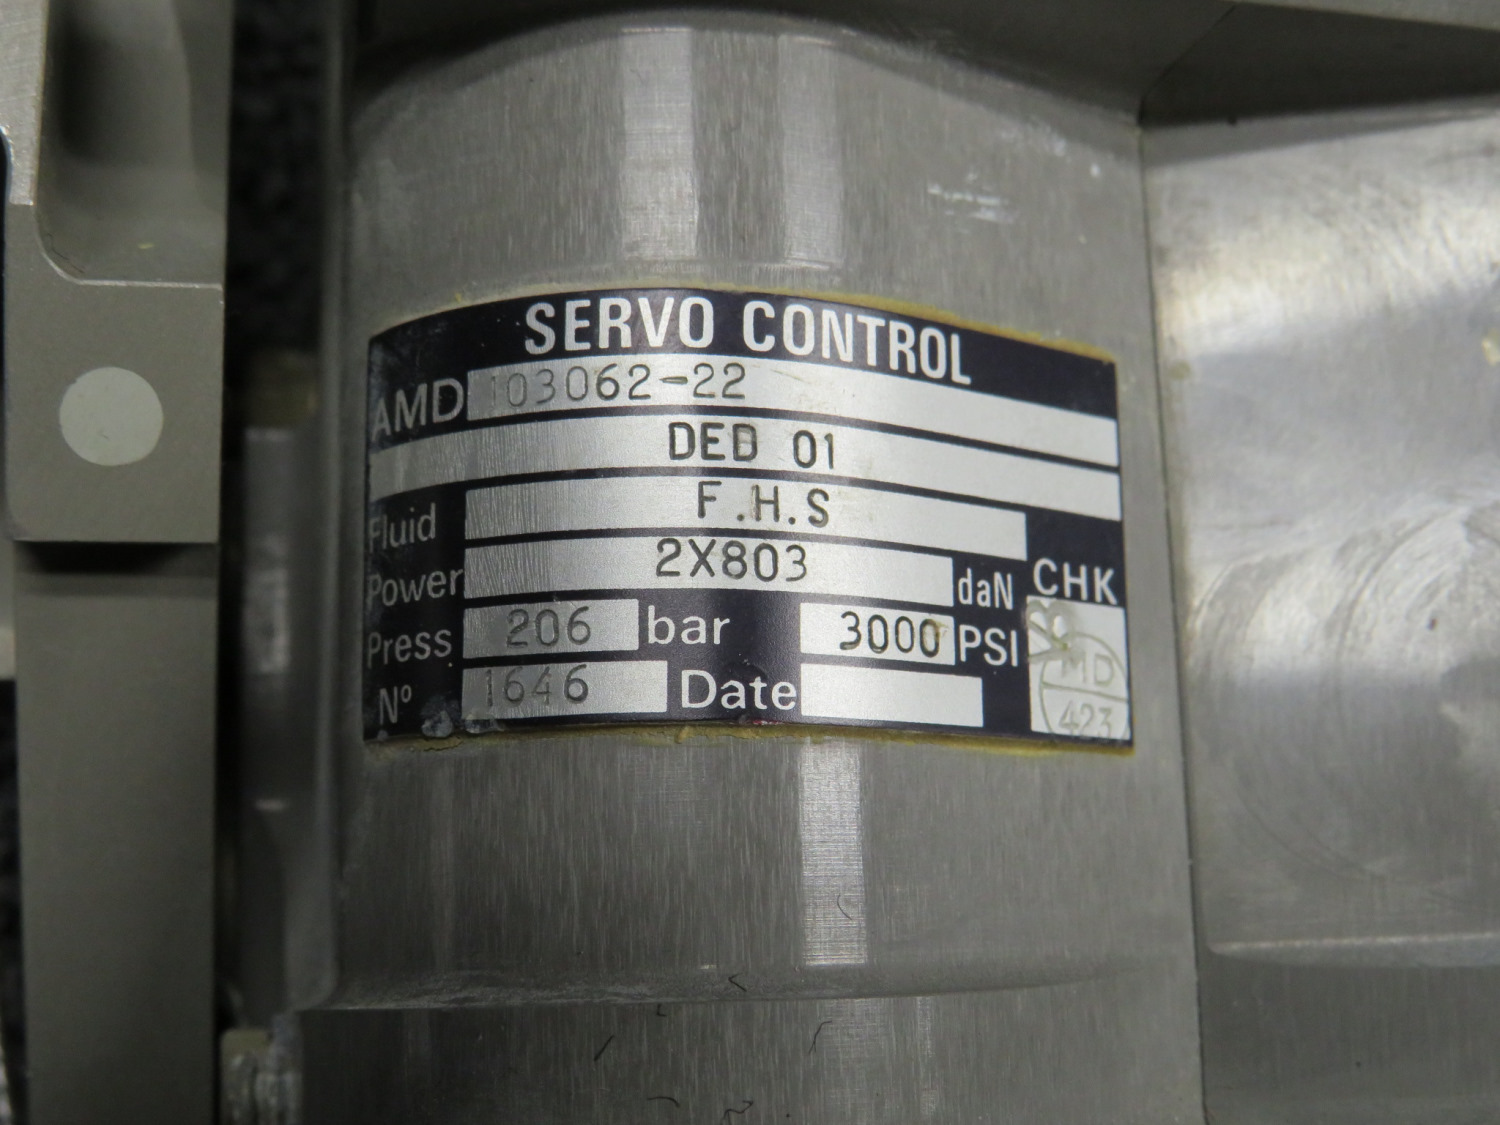 SERVO CONTROL
AMD 103062-22
DED 01
Fluid F.H.S
Power 2X803 daN CHK
Press 206 bar 3000 PSI
Nº 1646 Date
MD
423